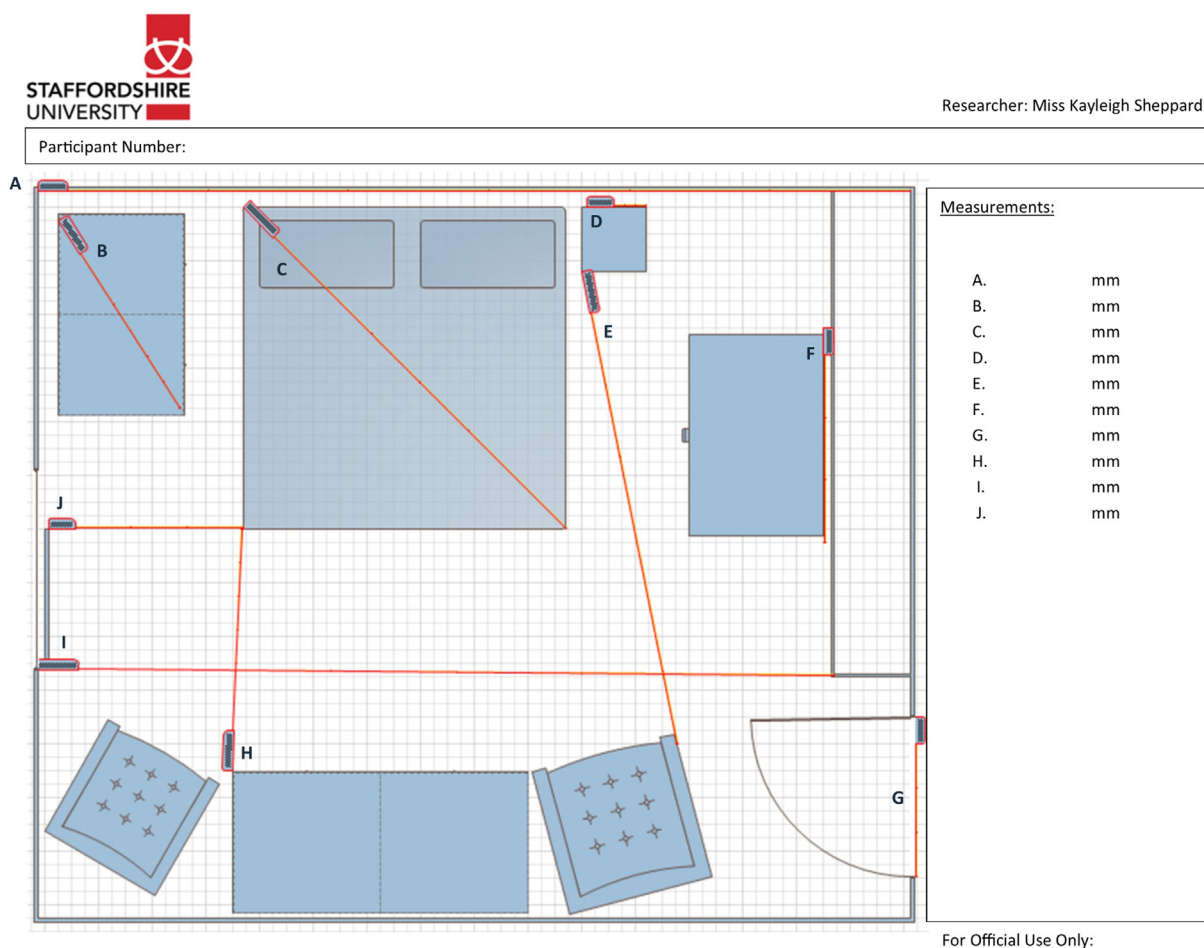 STAFFORDSHIRE
UNIVERSITY
Researcher: Miss Kayleigh Sheppard
Participant Number:
A
B
C
D
E
F
J
I
H
G
Measurements:
A. mm
B. mm
C. mm
D. mm
E. mm
F. mm
G. mm
H. mm
I. mm
J. mm
For Official Use Only: